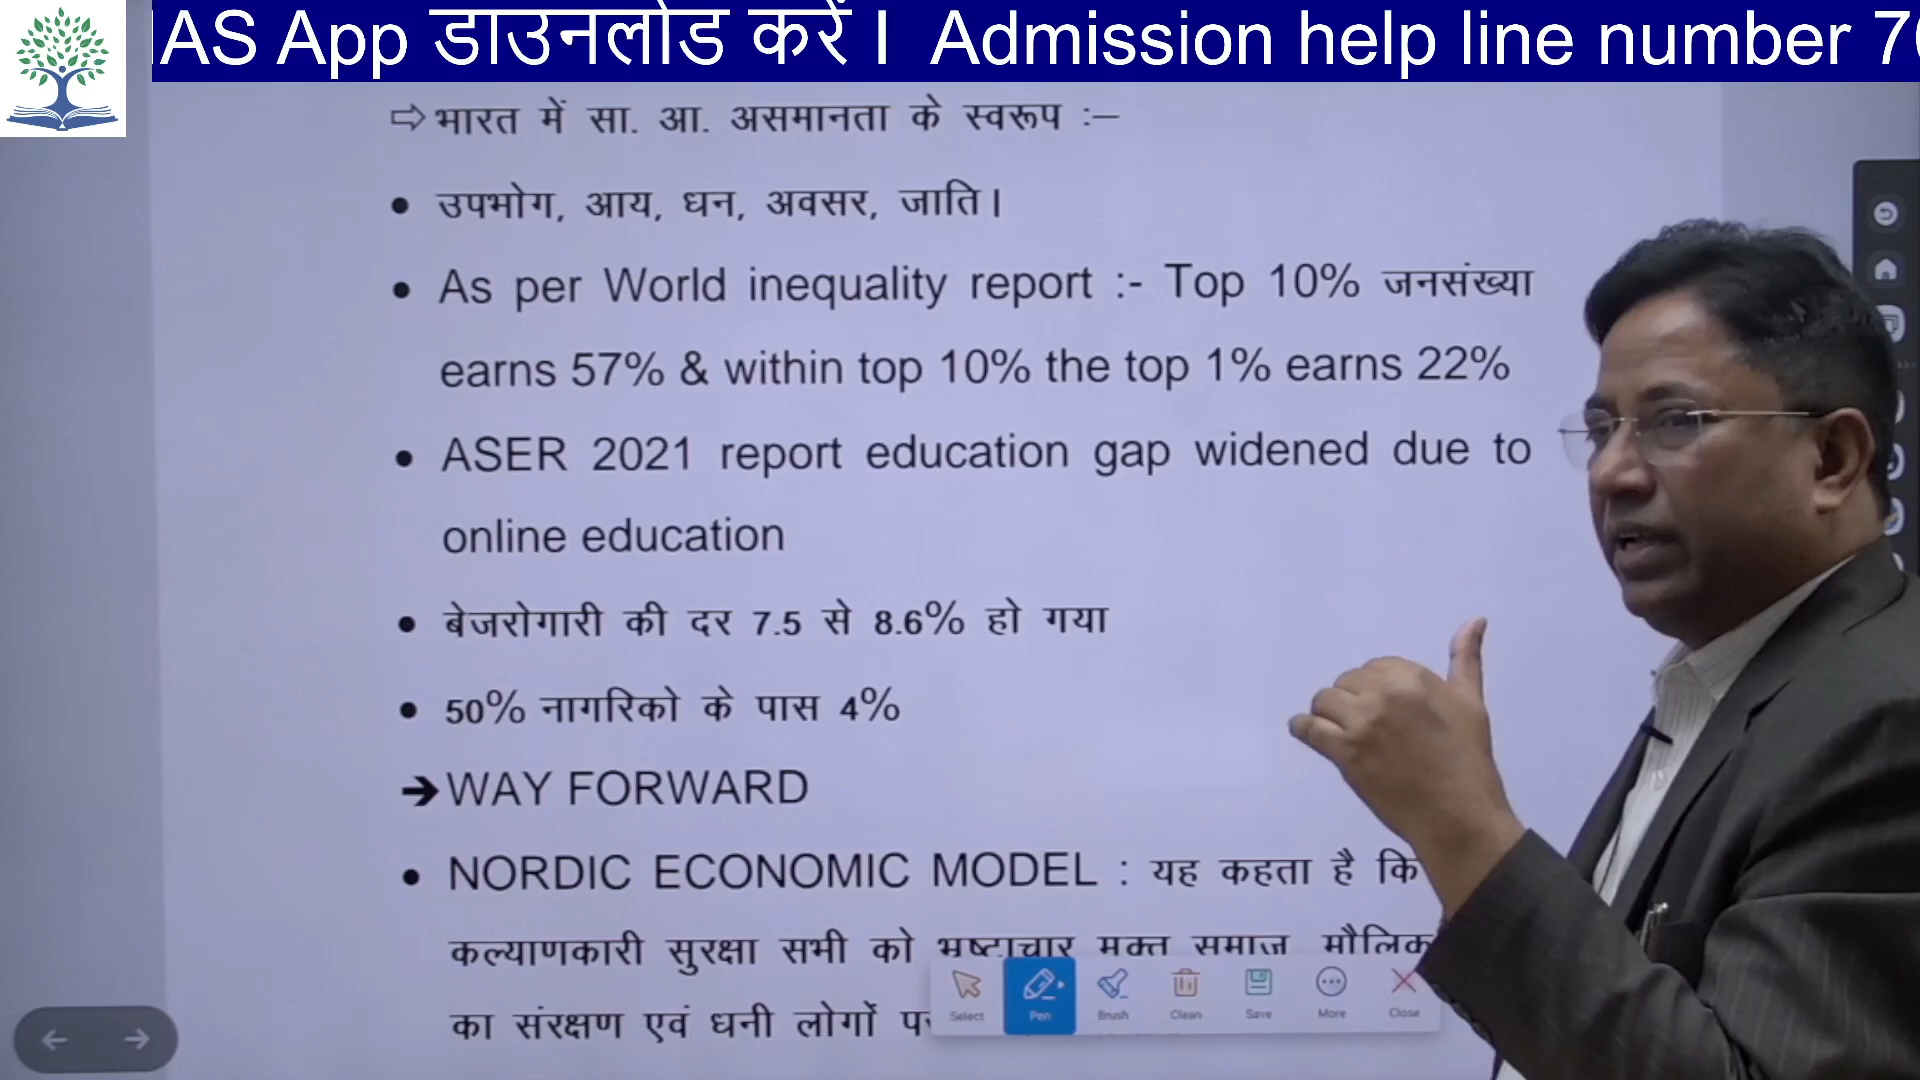 AS App डाउनलोड करें I Admission help line number 7
⇨ भारत में सा. आ. असमानता के स्वरूप :–
• उपभोग, आय, धन, अवसर, जाति।
• As per World inequality report :- Top 10% जनसंख्या
earns 57% & within top 10% the top 1% earns 22%
• ASER 2021 report education gap widened due to
online education
• बेजरोगारी की दर 7.5 से 8.6% हो गया
• 50% नागरिको के पास 4%
➔ WAY FORWARD
• NORDIC ECONOMIC MODEL : यह कहता है कि
कल्याणकारी सुरक्षा सभी को भ्रष्टाचार मुक्त समाज मौलिक
का संरक्षण एवं धनी लोगों
Select Pen Brush Clean Save More Close